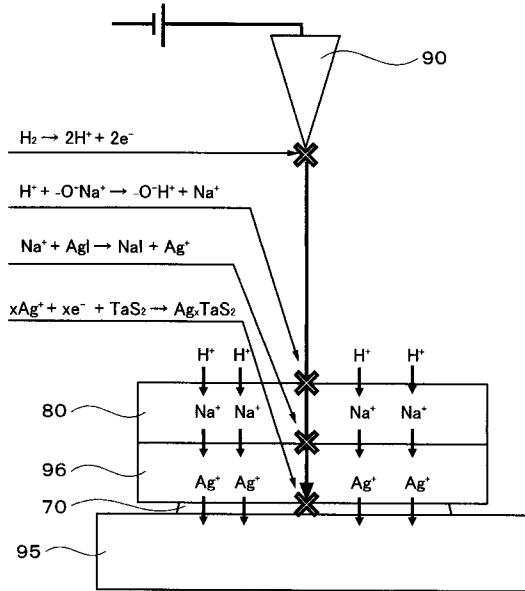 90
H₂ → 2H⁺ + 2e⁻
H⁺ + -O⁻Na⁺ → -O⁻H⁺ + Na⁺
Na⁺ + AgI → NaI + Ag⁺
xAg⁺ + xe⁻ + TaS₂ → AgₓTaS₂
H⁺ H⁺ H⁺ H⁺
80 Na⁺ Na⁺ Na⁺ Na⁺
96
Ag⁺ Ag⁺ Ag⁺ Ag⁺
70
95